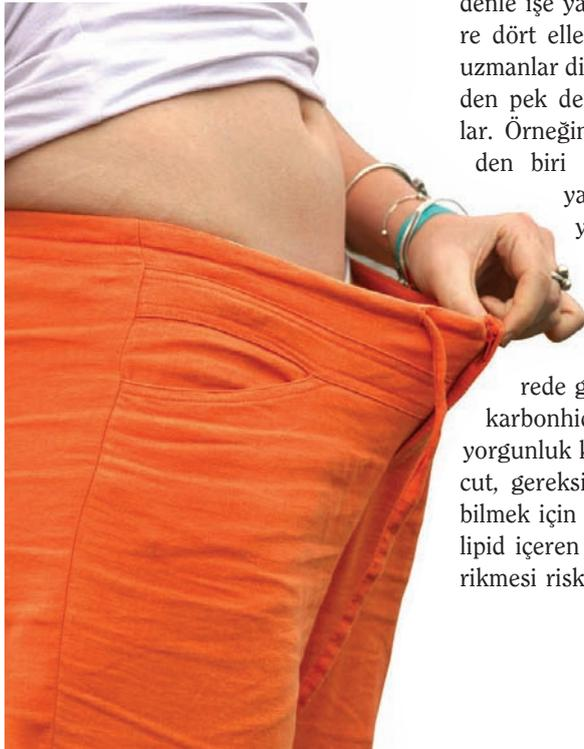 denle işe ya
re dört elle
uzmanlar di
den pek de
lar. Örneğin
den biri
ya
y
rede g
karbonhid
yorgunluk k
cut, gereksi
bilmek için
lipid içeren
rikmesi risk